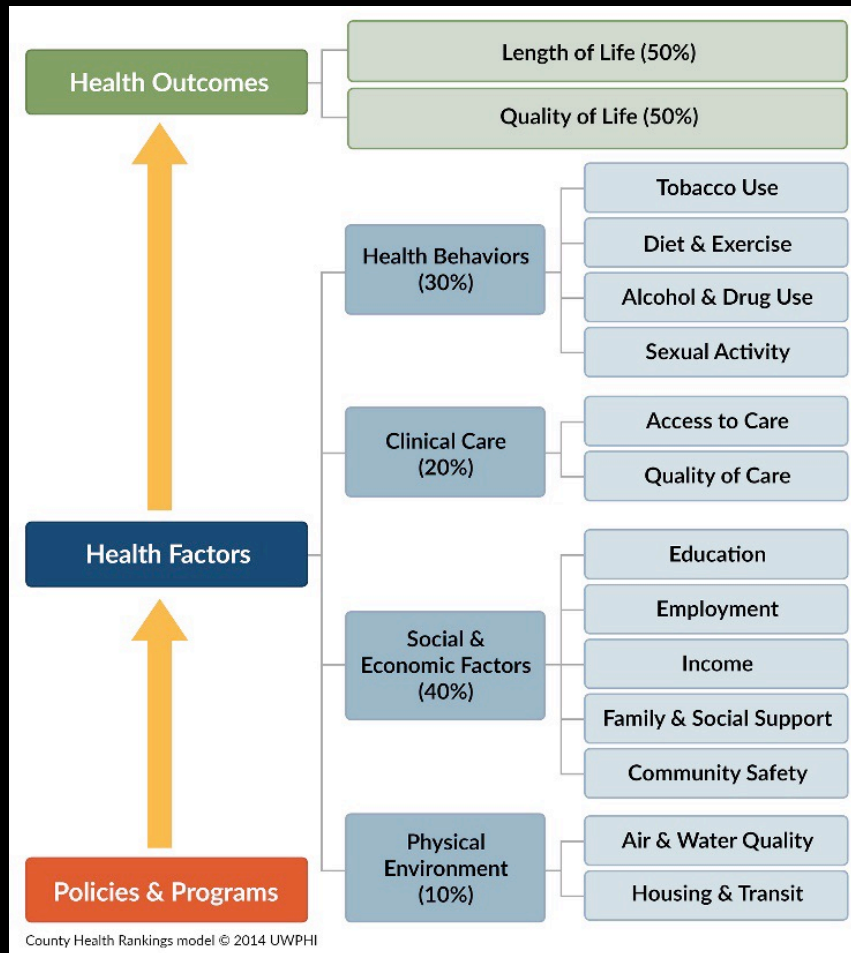 Health Outcomes
Length of Life (50%)
Quality of Life (50%)
Health Behaviors
(30%)
Tobacco Use
Diet & Exercise
Alcohol & Drug Use
Sexual Activity
Clinical Care
(20%)
Access to Care
Quality of Care
Health Factors
Social &
Economic Factors
(40%)
Education
Employment
Income
Family & Social Support
Community Safety
Physical
Environment
(10%)
Air & Water Quality
Housing & Transit
Policies & Programs
County Health Rankings model © 2014 UWPHI